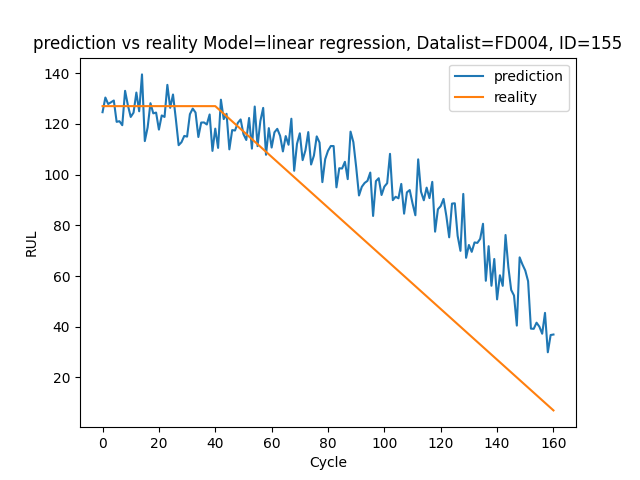 prediction vs reality Model=linear regression, Datalist=FD004, ID=155
prediction
reality
140
120
100
80
60
40
20
RUL
0 20 40 60 80 100 120 140 160
Cycle